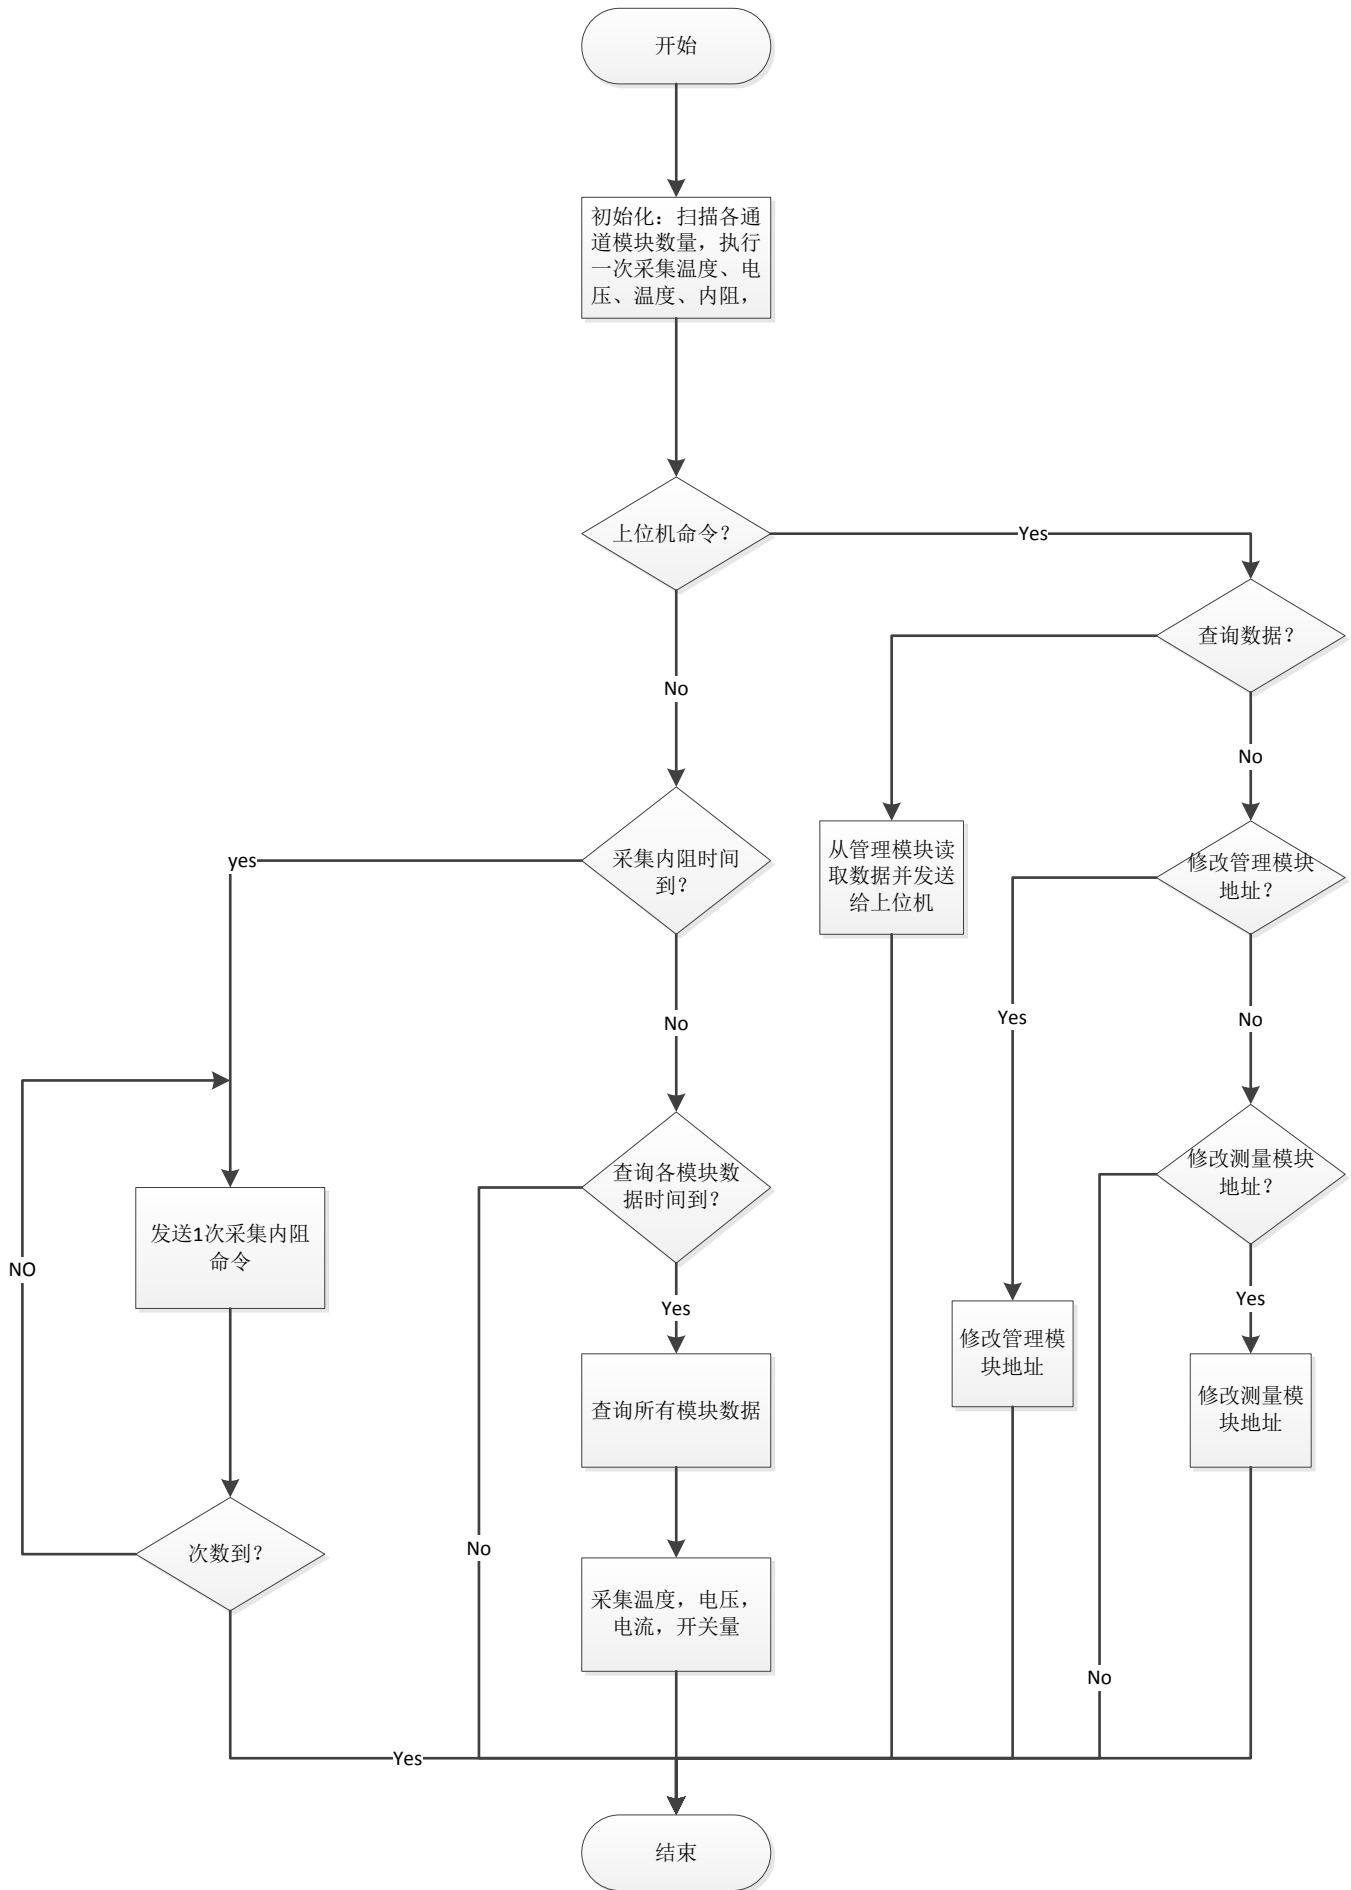 开始
初始化：扫描各通
道模块数量，执行
一次采集温度、电
压、温度、内阻，
上位机命令？
Yes
查询数据？
No
No
从管理模块读
取数据并发送
给上位机
修改管理模块
地址？
yes
采集内阻时间
到？
Yes
No
No
修改测量模块
地址？
查询各模块数
据时间到？
发送1次采集内阻
命令
NO
Yes
Yes
修改管理模
块地址
查询所有模块数据
修改测量模
块地址
次数到？
No
采集温度，电压，
电流，开关量
No
Yes
结束